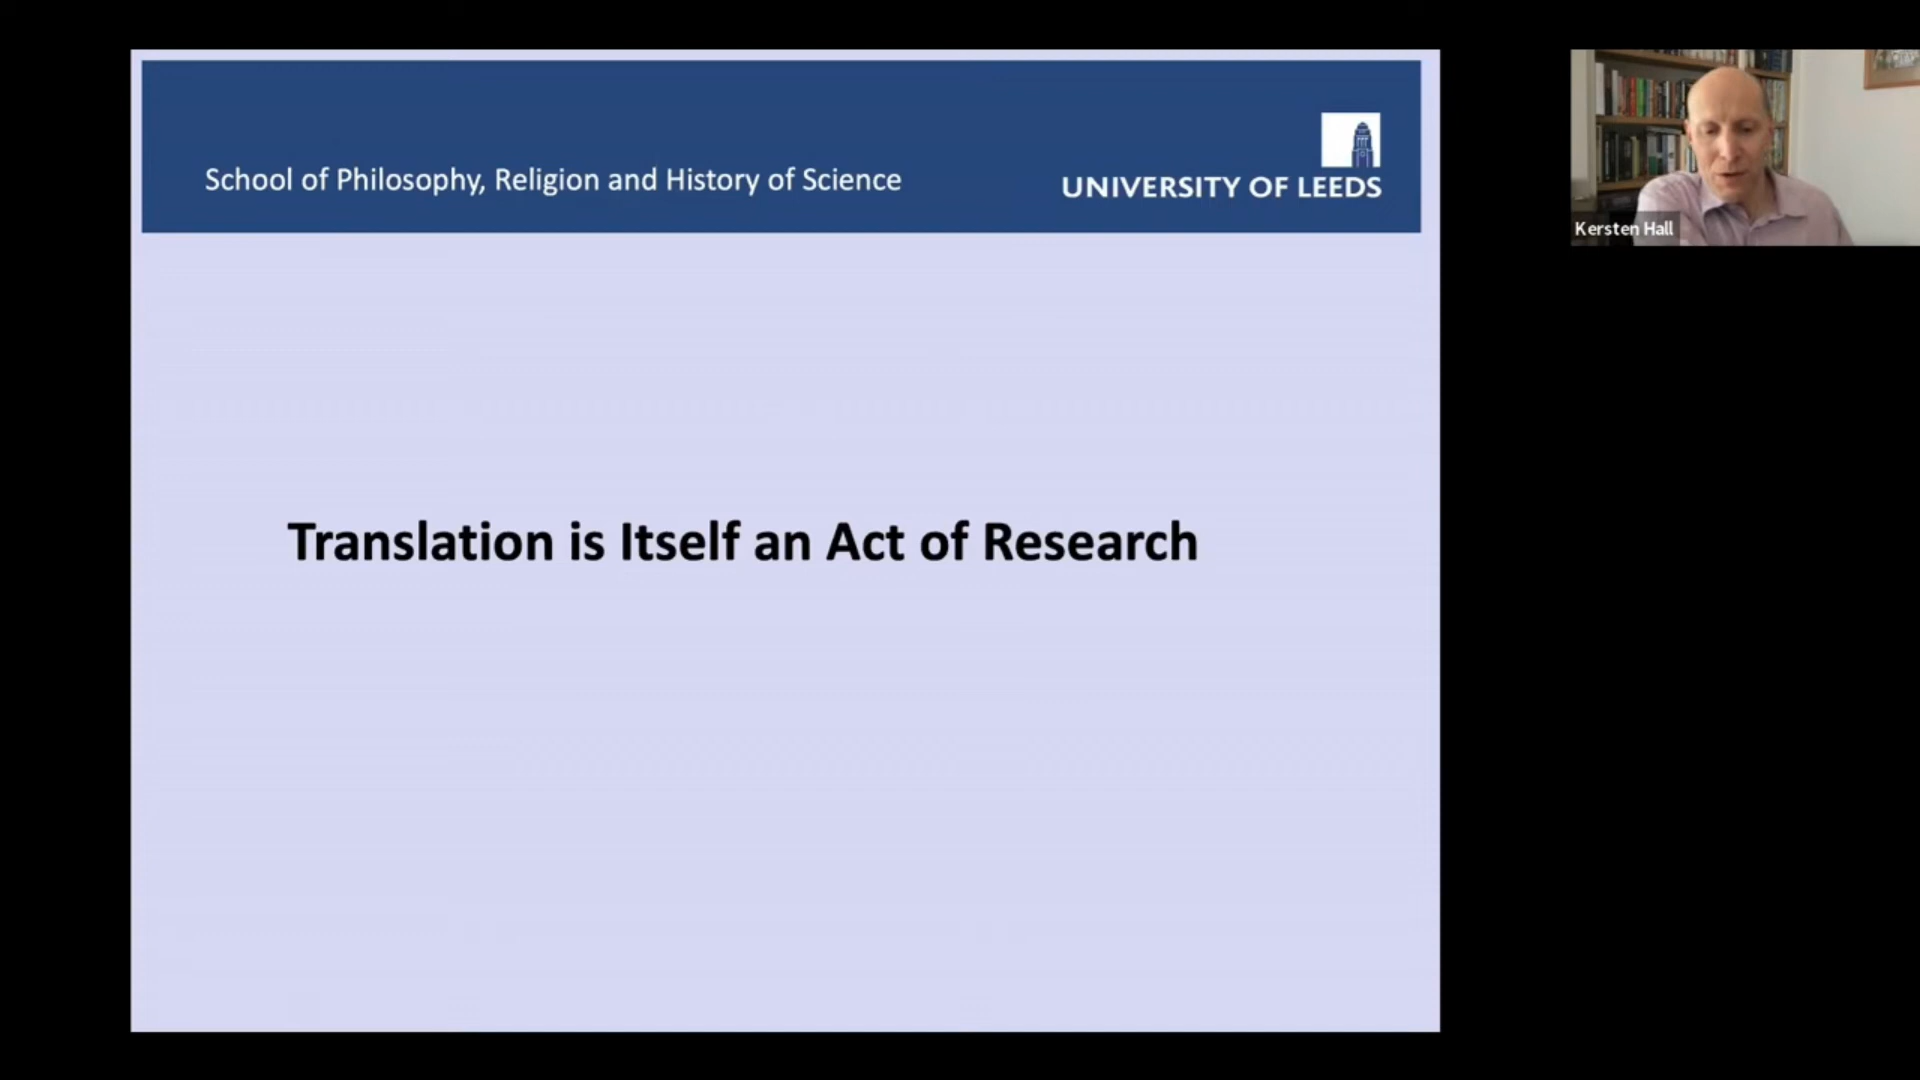 School of Philosophy, Religion and History of Science
UNIVERSITY OF LEEDS
Kersten Hall
Translation is Itself an Act of Research